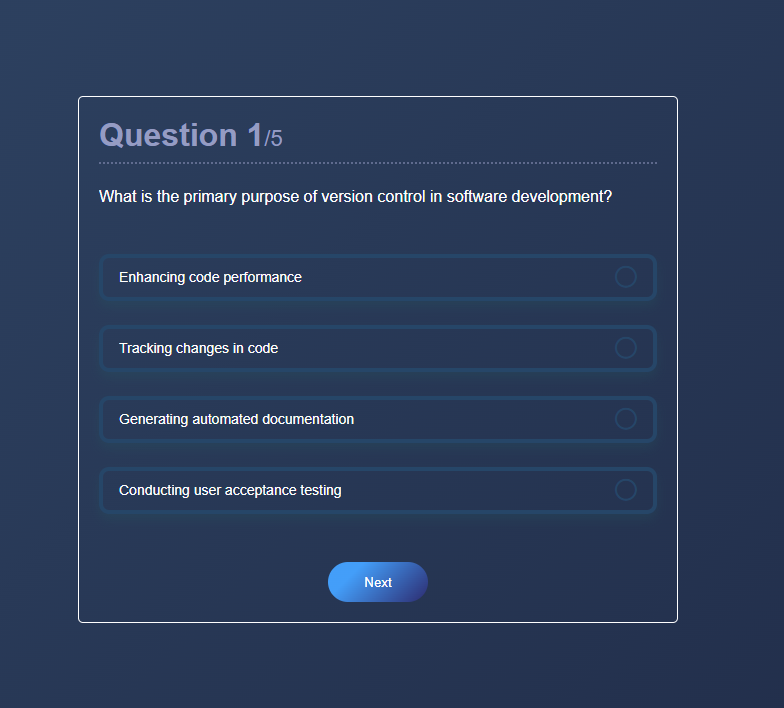 Question 1/5
What is the primary purpose of version control in software development?
Enhancing code performance
Tracking changes in code
Generating automated documentation
Conducting user acceptance testing
Next